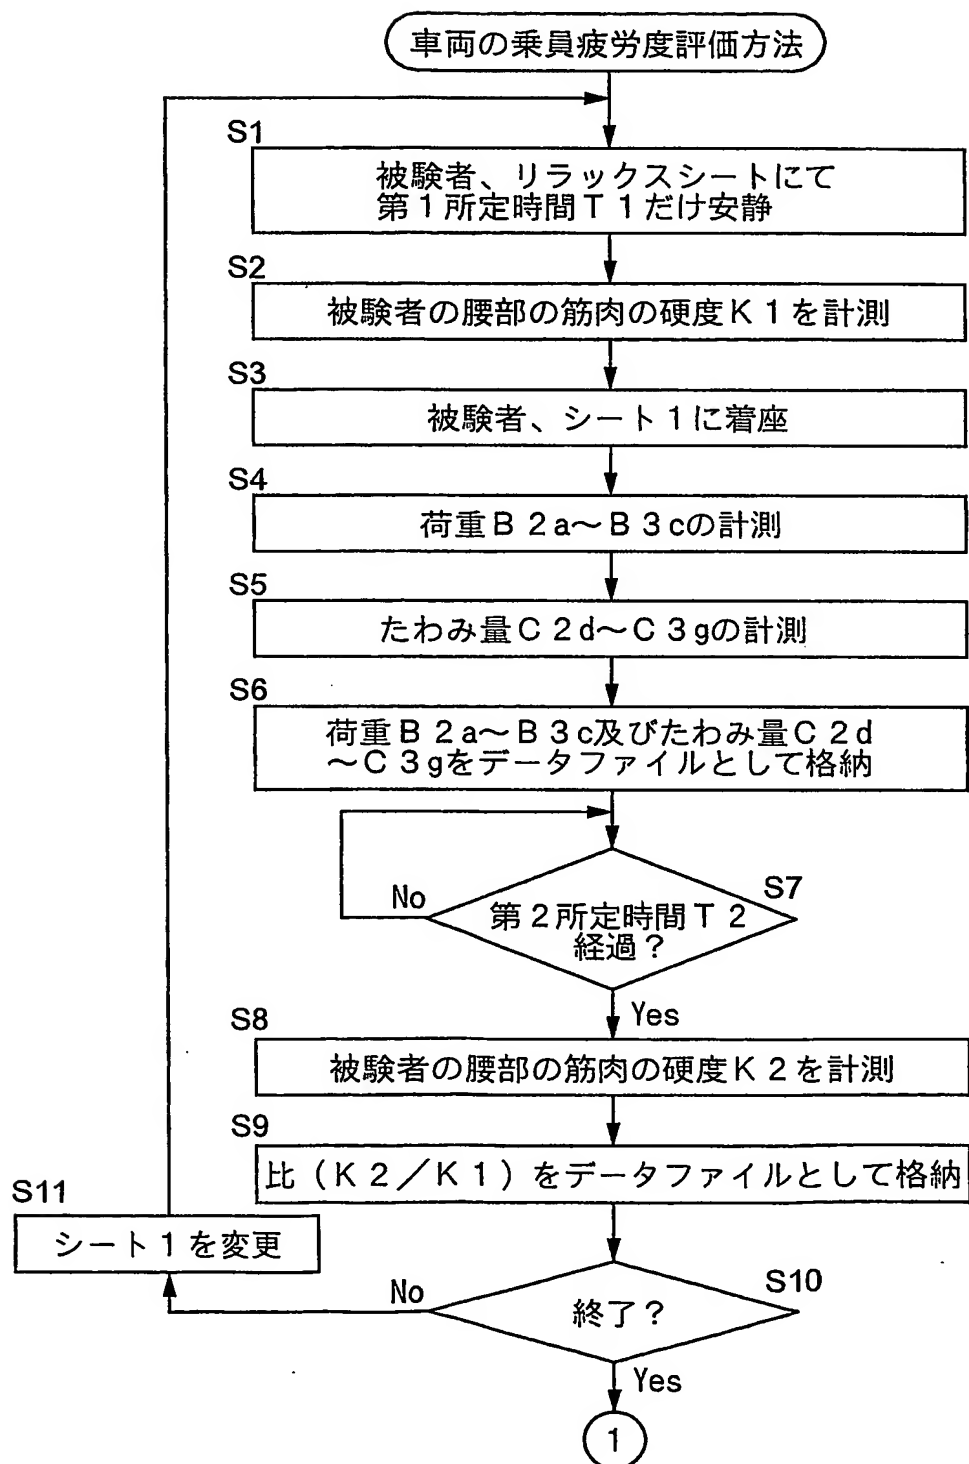 車両の乗員疲労度評価方法
S1
被験者、リラックスシートにて
第１所定時間Ｔ１だけ安静
S2
被験者の腰部の筋肉の硬度Ｋ１を計測
S3
被験者、シート１に着座
S4
荷重Ｂ２a〜Ｂ３cの計測
S5
たわみ量Ｃ２d〜Ｃ３gの計測
S6
荷重Ｂ２a〜Ｂ３c及びたわみ量Ｃ２d
〜Ｃ３gをデータファイルとして格納
No
S7
第２所定時間Ｔ２
経過？
Yes
S8
被験者の腰部の筋肉の硬度Ｋ２を計測
S9
比（Ｋ２／Ｋ１）をデータファイルとして格納
S11
シート１を変更
No
S10
終了？
Yes
1